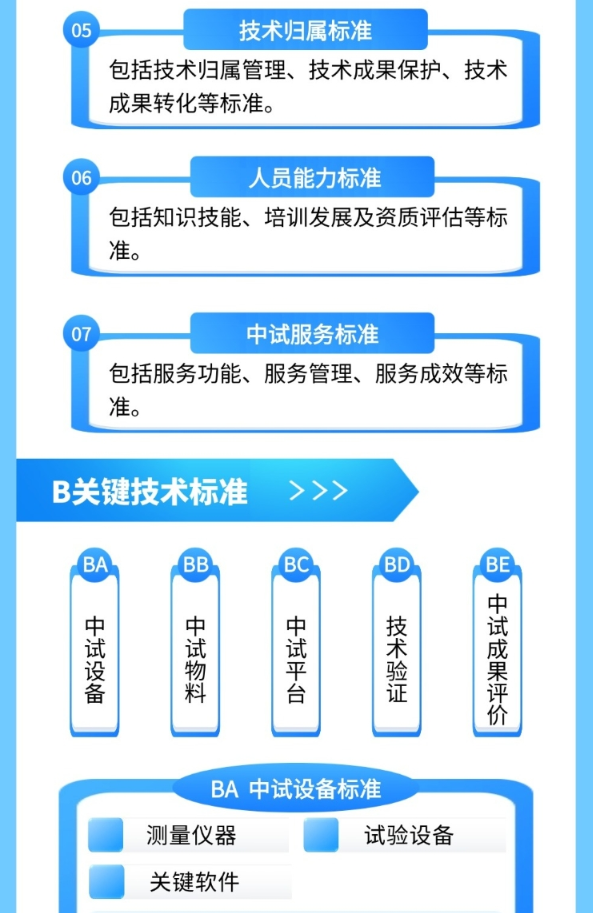 05 技术归属标准
包括技术归属管理、技术成果保护、技术
成果转化等标准。
06 人员能力标准
包括知识技能、培训发展及资质评估等标
准。
07 中试服务标准
包括服务功能、服务管理、服务成效等标
准。
B关键技术标准 >>>
BA
中试设备
BB
中试物料
BC
中试平台
BD
技术验证
BE
中试成果评价
BA 中试设备标准
测量仪器
试验设备
关键软件